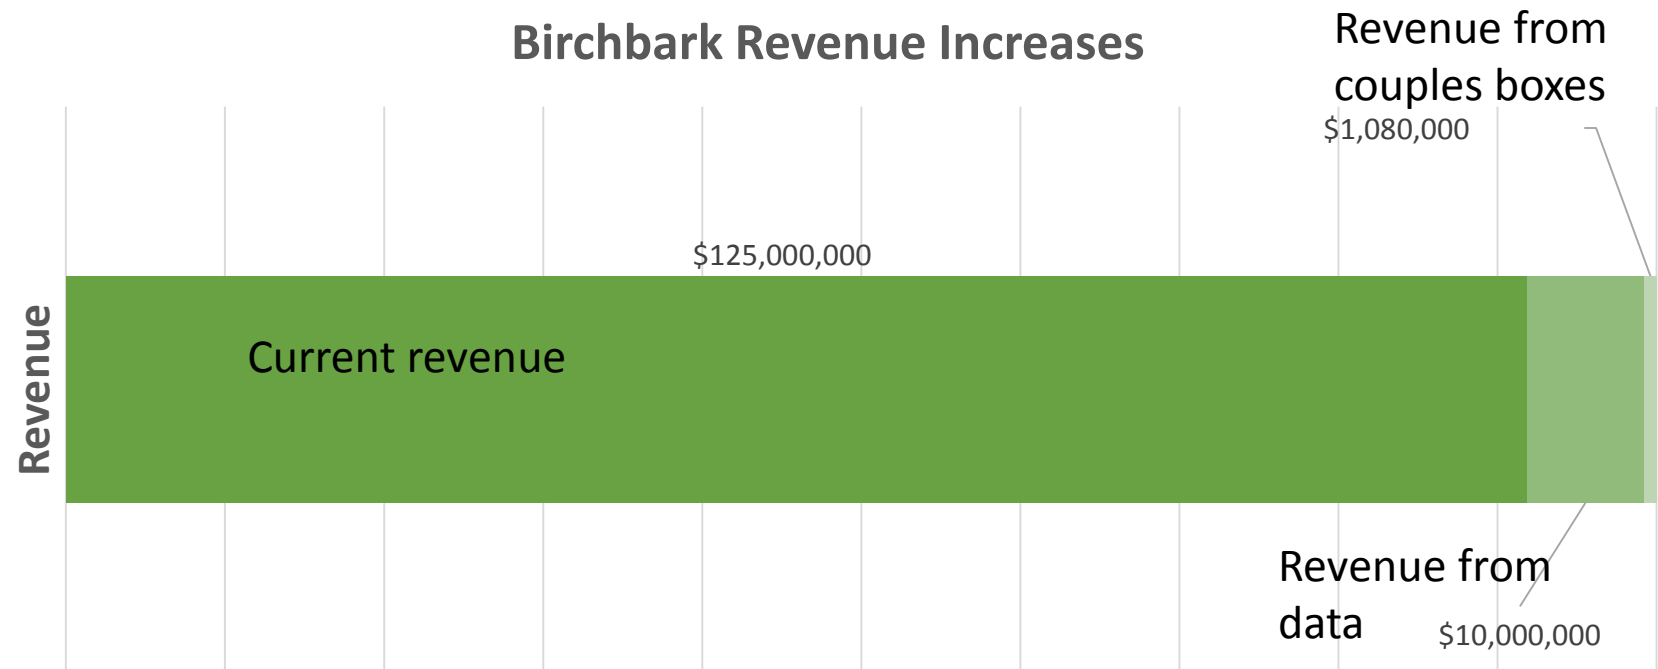 Birchbark Revenue Increases
Revenue from
couples boxes
$1,080,000
$125,000,000
Current revenue
Revenue
Revenue from
data
$10,000,000